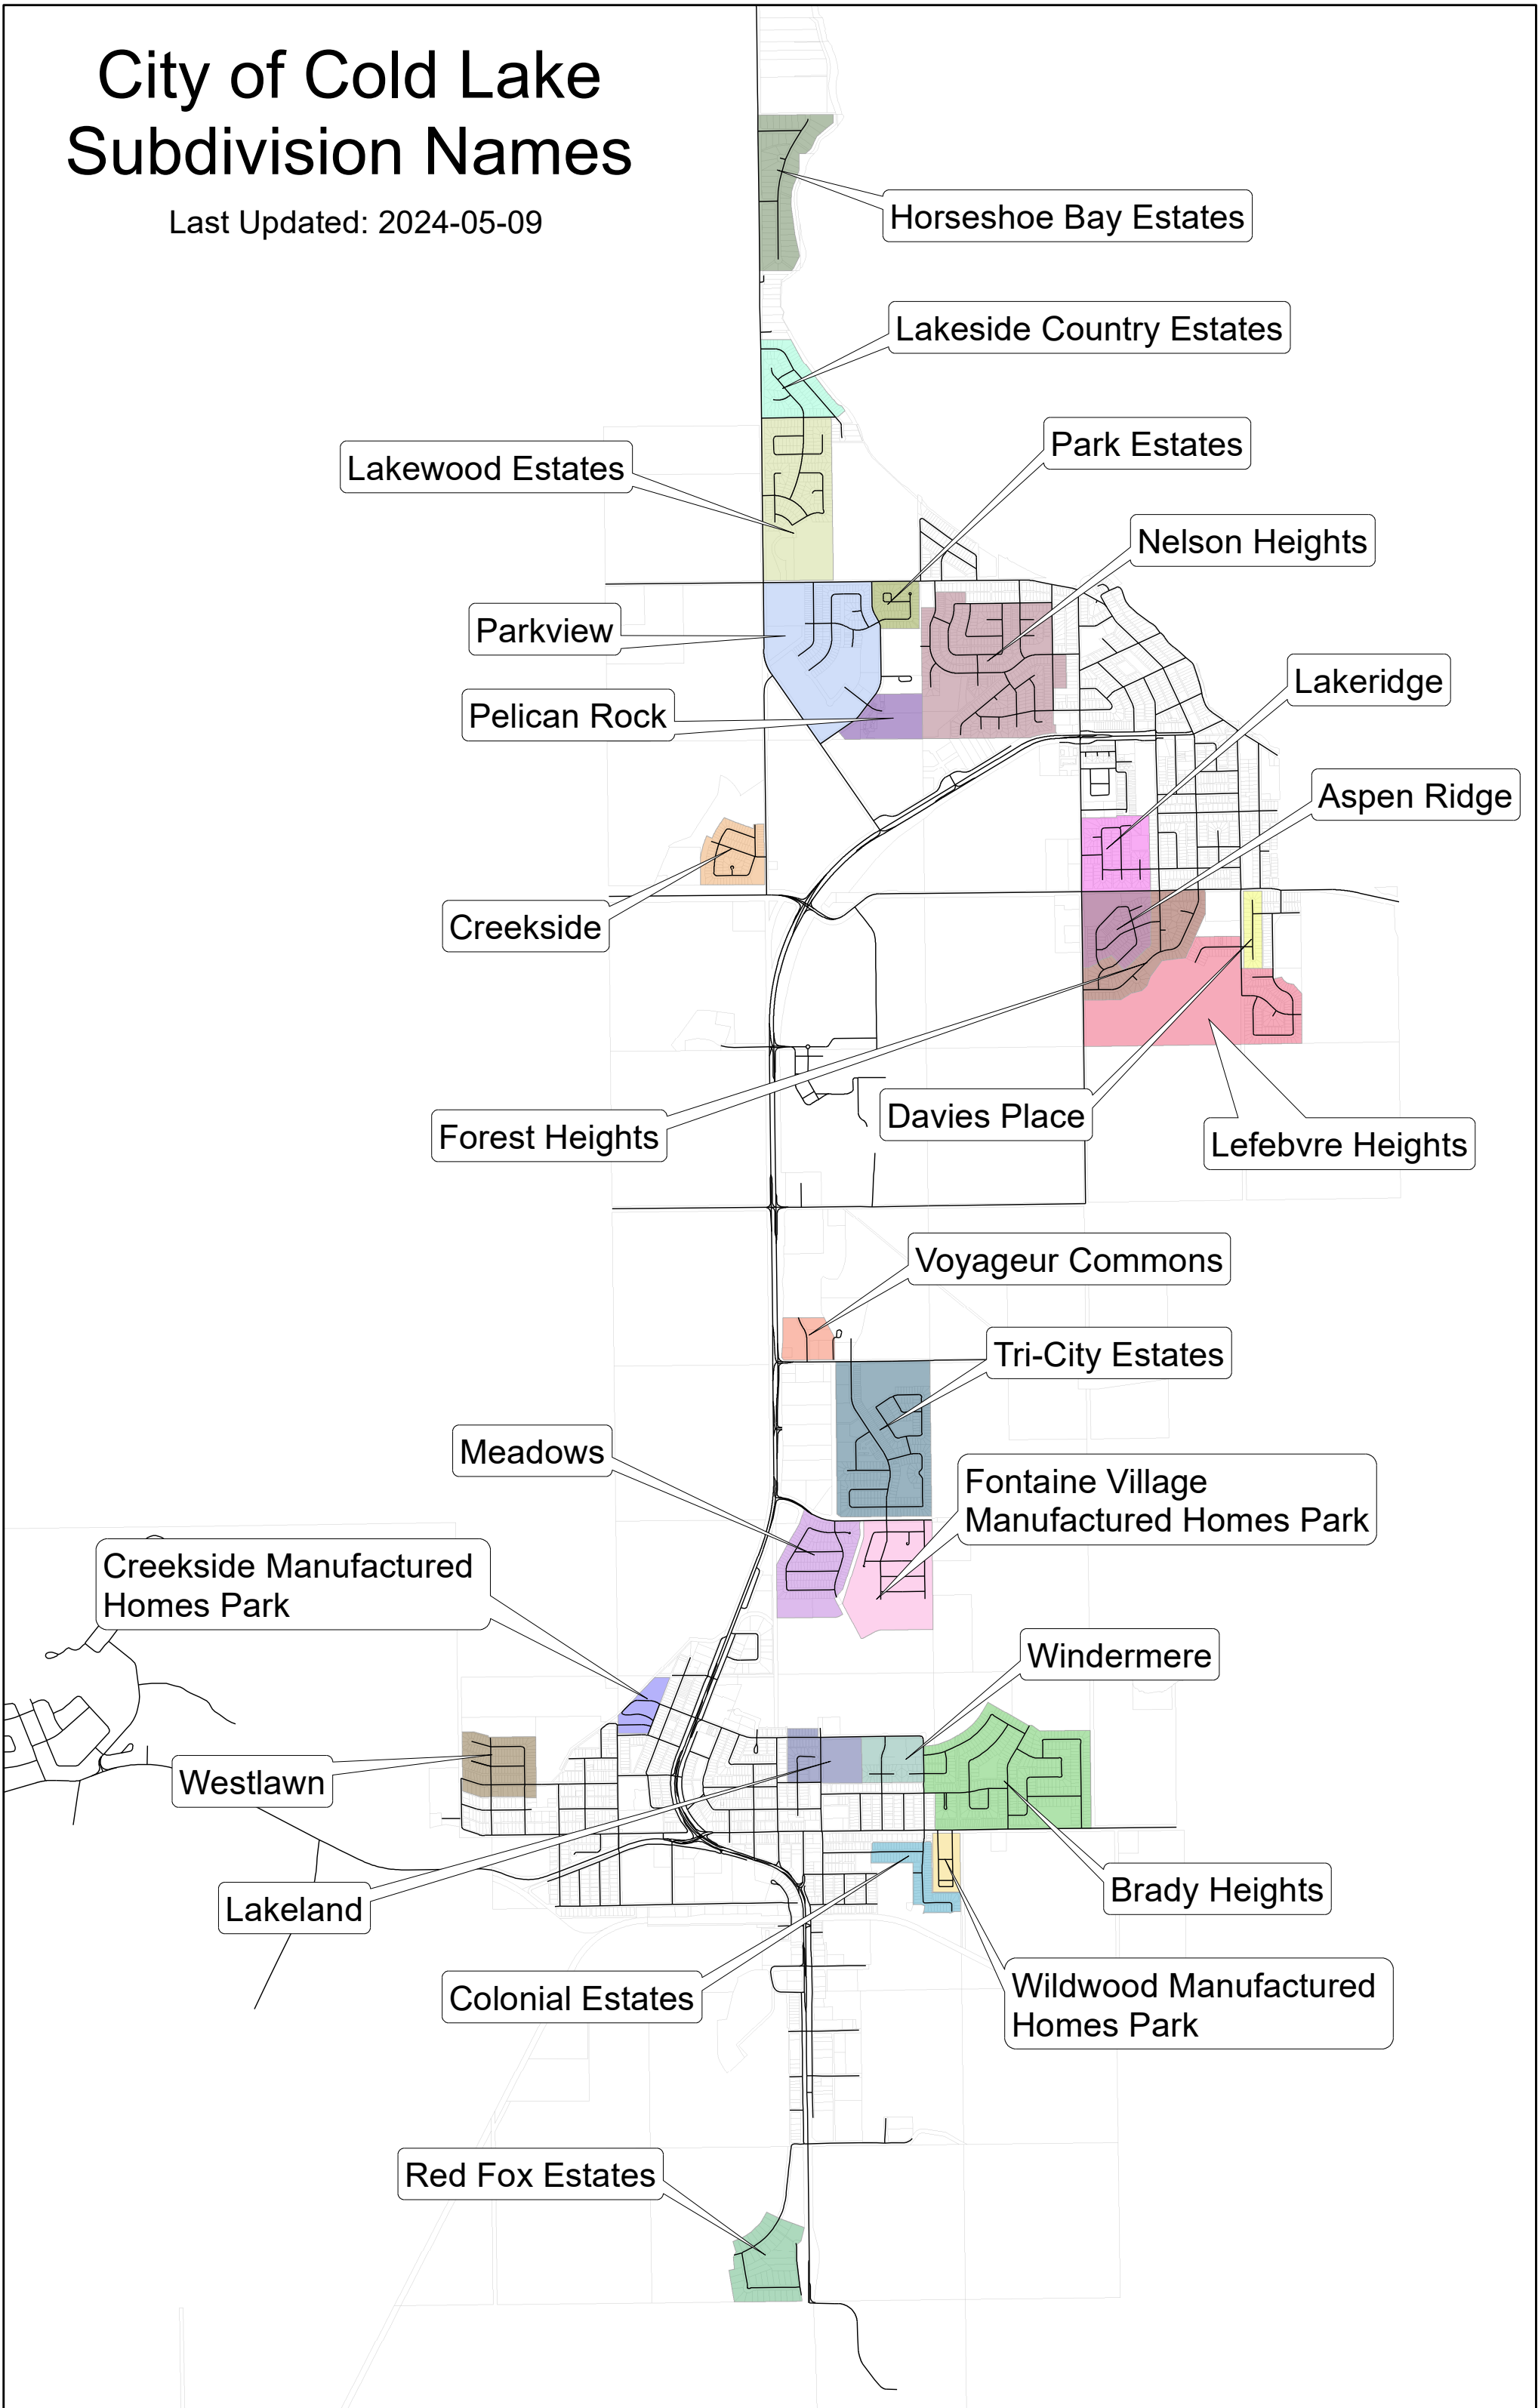 City of Cold Lake
Subdivision Names
Last Updated: 2024-05-09
Horseshoe Bay Estates
Lakeside Country Estates
Park Estates
Lakewood Estates
Nelson Heights
Parkview
Lakeridge
Pelican Rock
Aspen Ridge
Creekside
Davies Place
Forest Heights
Lefebvre Heights
Voyageur Commons
Tri-City Estates
Meadows
Fontaine Village
Manufactured Homes Park
Creekside Manufactured
Homes Park
Windermere
Westlawn
Brady Heights
Lakeland
Colonial Estates
Wildwood Manufactured
Homes Park
Red Fox Estates